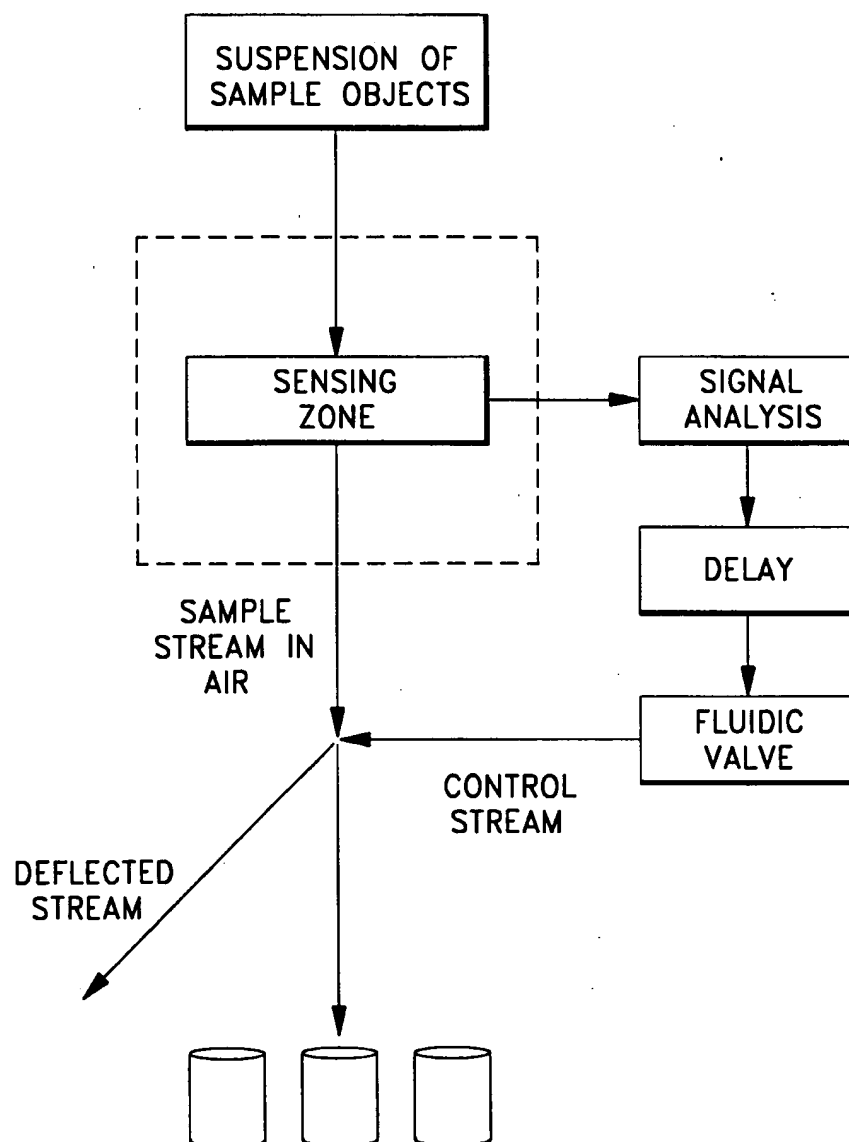 SUSPENSION OF
SAMPLE OBJECTS
SENSING
ZONE
SIGNAL
ANALYSIS
DELAY
SAMPLE
STREAM IN
AIR
FLUIDIC
VALVE
CONTROL
STREAM
DEFLECTED
STREAM